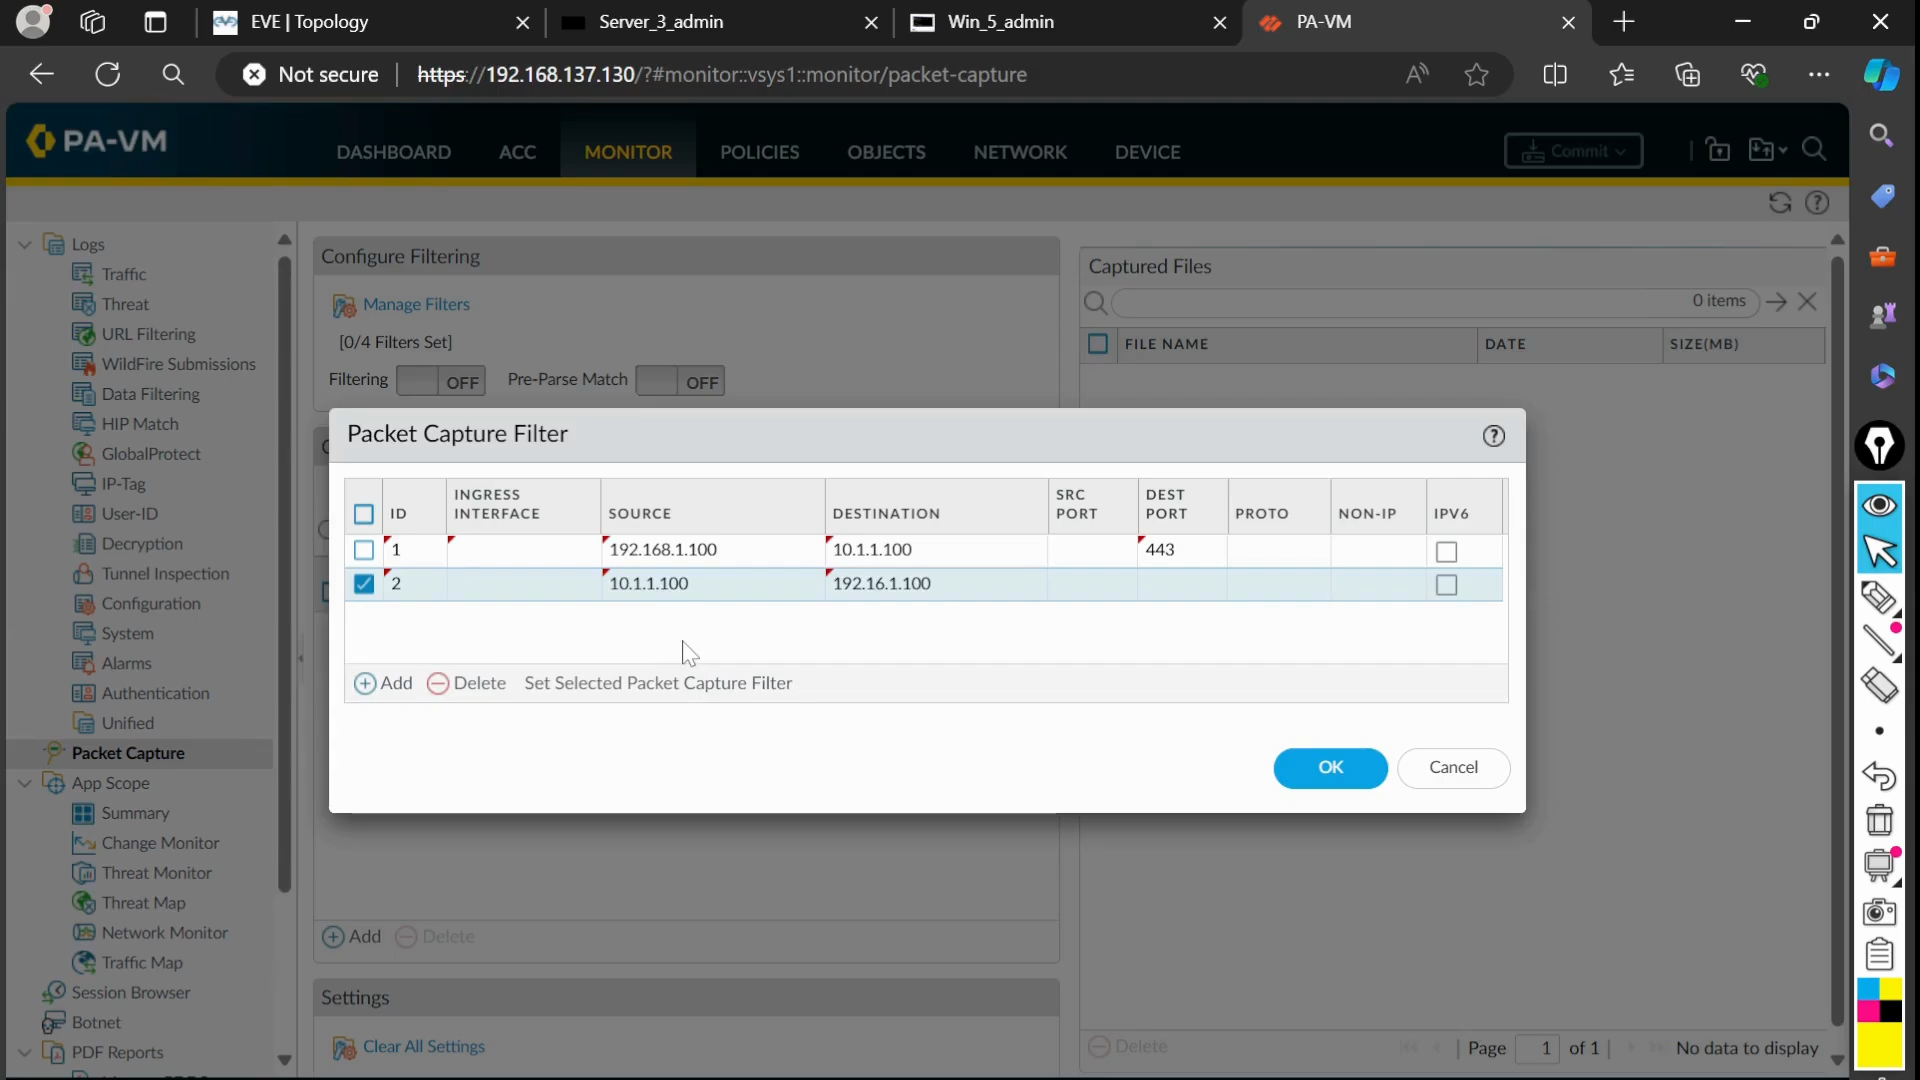 EVE | Topology
Server_3_admin
Win_5_admin
PA-VM
Not secure
https://192.168.137.130/?#monitor::vsys1::monitor/packet-capture
PA-VM
DASHBOARD
ACC
MONITOR
POLICIES
OBJECTS
NETWORK
DEVICE
Commit
Logs
Traffic
Threat
URL Filtering
WildFire Submissions
Data Filtering
HIP Match
GlobalProtect
IP-Tag
User-ID
Decryption
Tunnel Inspection
Configuration
System
Alarms
Authentication
Unified
Packet Capture
App Scope
Summary
Change Monitor
Threat Monitor
Threat Map
Network Monitor
Traffic Map
Session Browser
Botnet
PDF Reports
Configure Filtering
Manage Filters
[0/4 Filters Set]
Filtering OFF Pre-Parse Match OFF
Captured Files
0 items
FILE NAME DATE SIZE(MB)
Packet Capture Filter
ID INGRESS INTERFACE SOURCE DESTINATION SRC PORT DEST PORT PROTO NON-IP IPV6
1 192.168.1.100 10.1.1.100 443
2 10.1.1.100 192.16.1.100
Add Delete Set Selected Packet Capture Filter
OK Cancel
Add Delete
Settings
Clear All Settings
Delete
Page 1 of 1 No data to display